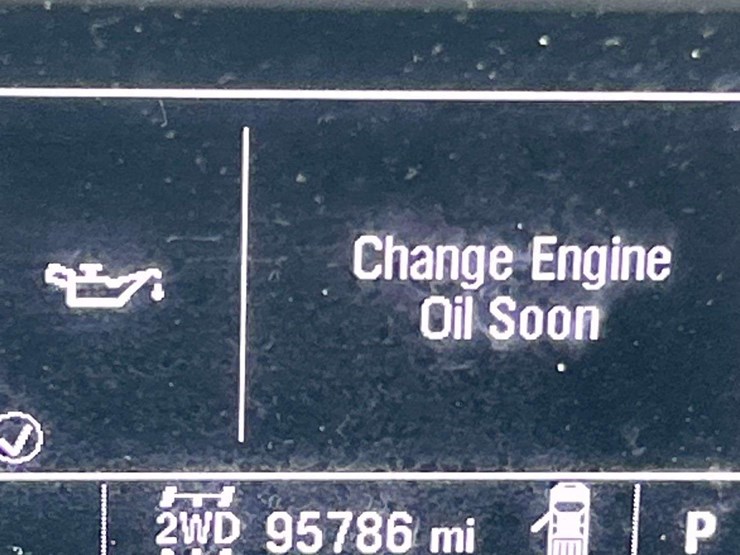 Change Engine
Oil Soon
2WD 95786 mi P